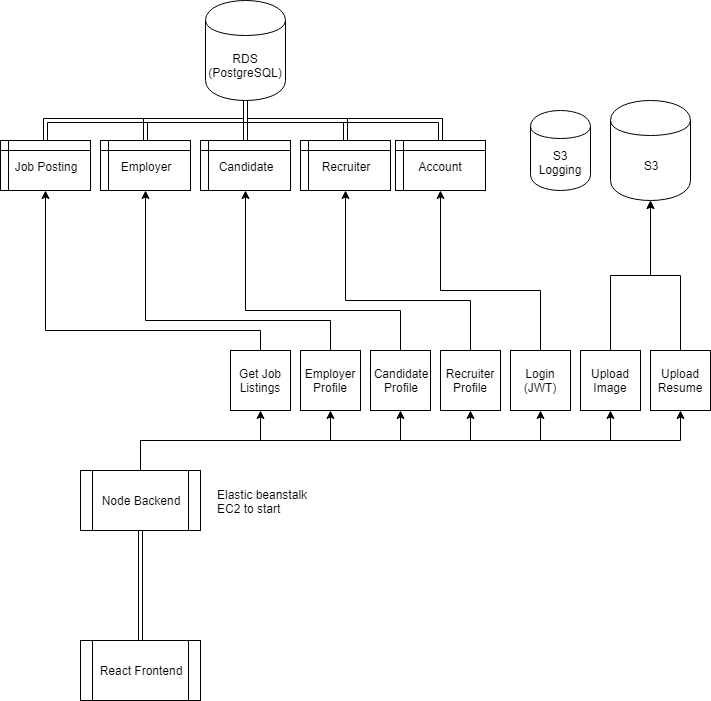 RDS
(PostgreSQL)
Job Posting
Employer
Candidate
Recruiter
Account
S3
Logging
S3
Get Job
Listings
Employer
Profile
Candidate
Profile
Recruiter
Profile
Login
(JWT)
Upload
Image
Upload
Resume
Node Backend
Elastic beanstalk
EC2 to start
React Frontend